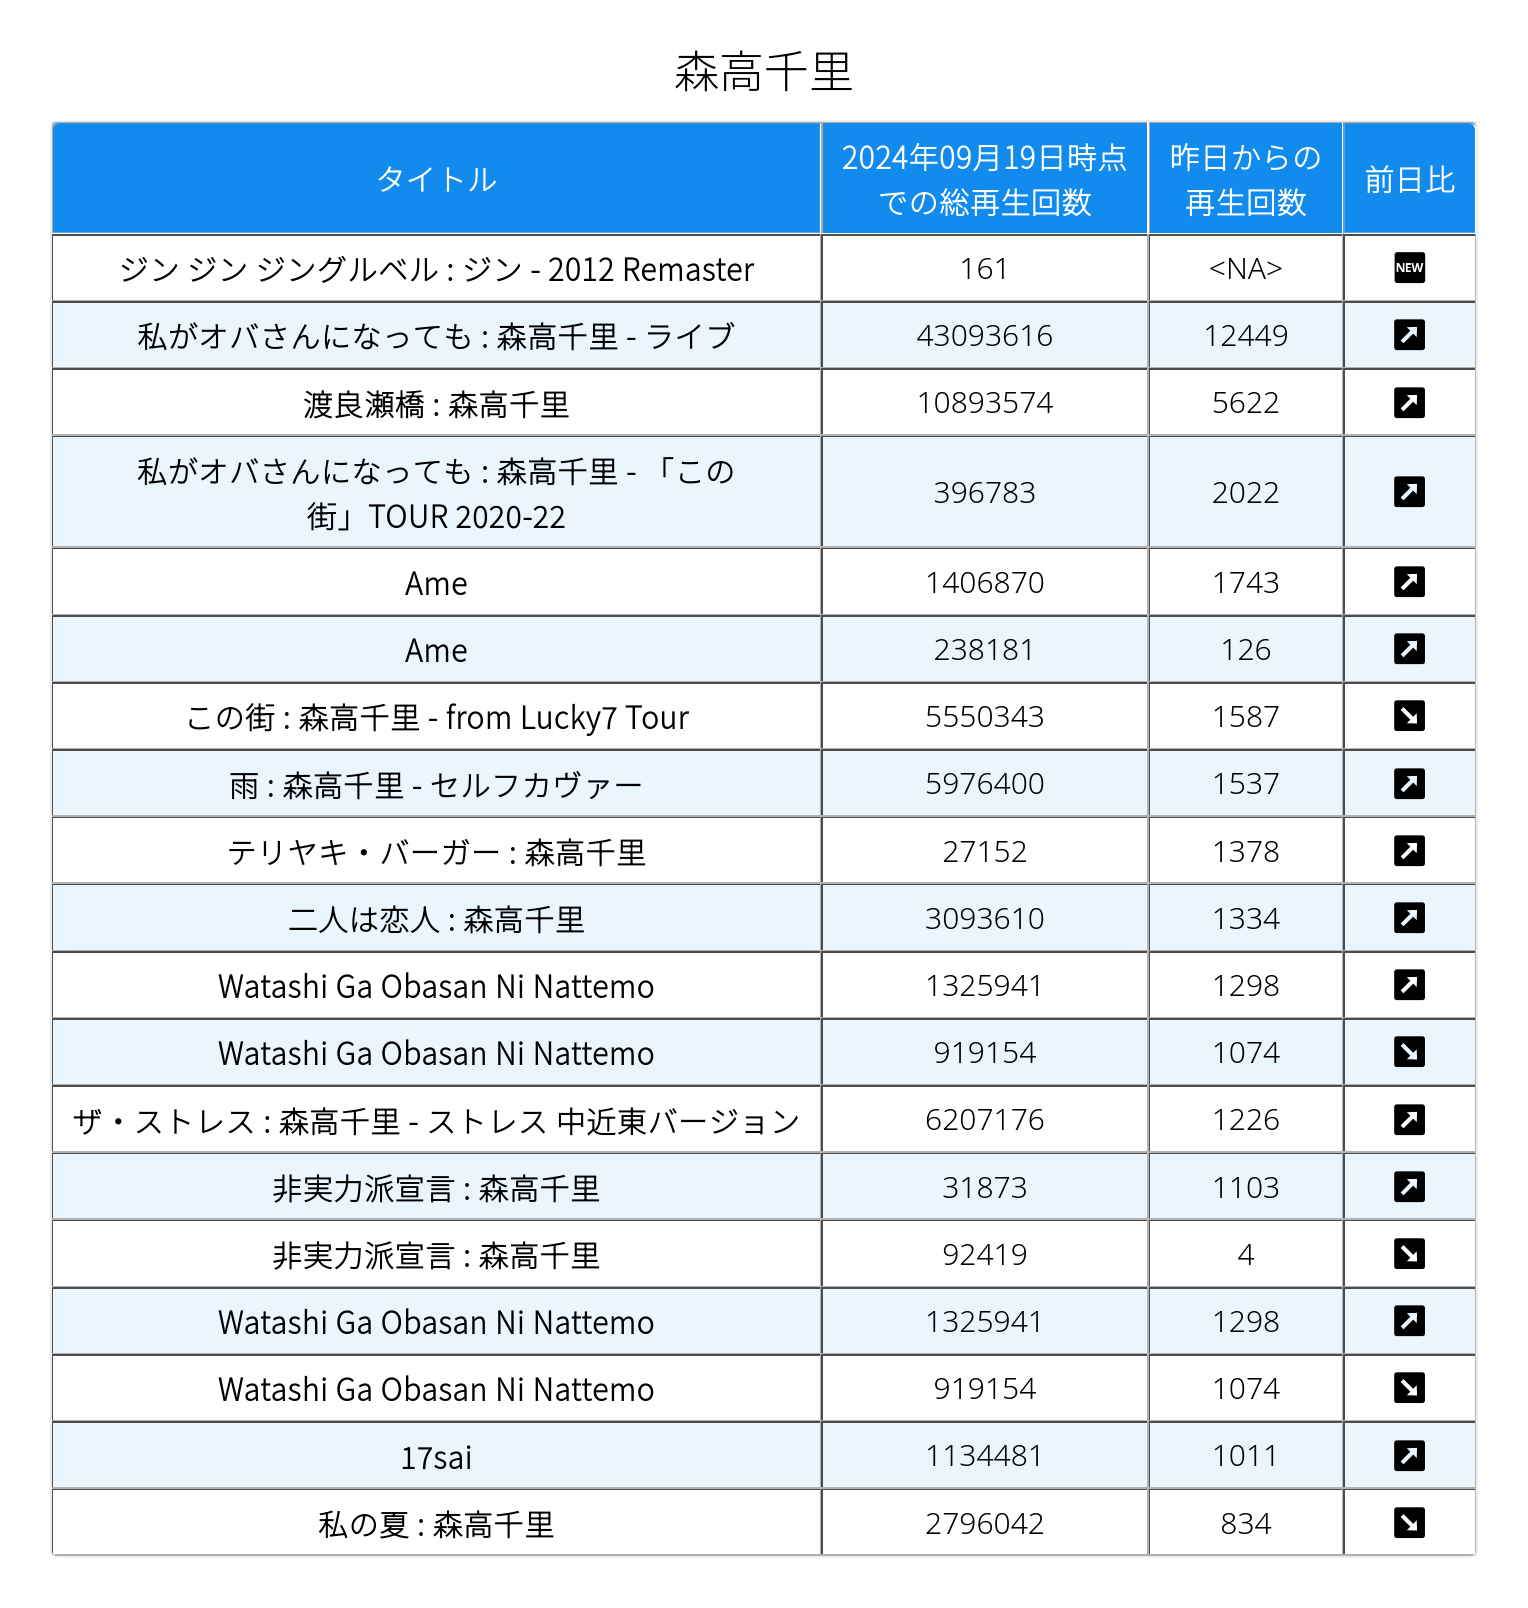 森高千里
タイトル
2024年09月19日時点
での総再生回数
昨日からの
再生回数
前日比
ジン ジン ジングルベル : ジン - 2012 Remaster 161 <NA> NEW
私がオバさんになっても : 森高千里 - ライブ 43093616 12449 ↗
渡良瀬橋 : 森高千里 10893574 5622 ↗
私がオバさんになっても : 森高千里 - 「この
街」TOUR 2020-22 396783 2022 ↗
Ame 1406870 1743 ↗
Ame 238181 126 ↗
この街 : 森高千里 - from Lucky7 Tour 5550343 1587 ↘
雨 : 森高千里 - セルフカヴァー 5976400 1537 ↗
テリヤキ・バーガー : 森高千里 27152 1378 ↗
二人は恋人 : 森高千里 3093610 1334 ↗
Watashi Ga Obasan Ni Nattemo 1325941 1298 ↗
Watashi Ga Obasan Ni Nattemo 919154 1074 ↘
ザ・ストレス : 森高千里 - ストレス 中近東バージョン 6207176 1226 ↗
非実力派宣言 : 森高千里 31873 1103 ↗
非実力派宣言 : 森高千里 92419 4 ↘
Watashi Ga Obasan Ni Nattemo 1325941 1298 ↗
Watashi Ga Obasan Ni Nattemo 919154 1074 ↘
17sai 1134481 1011 ↗
私の夏 : 森高千里 2796042 834 ↘